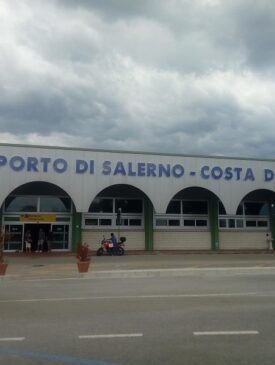 PORTO DI SALERNO - COSTA D